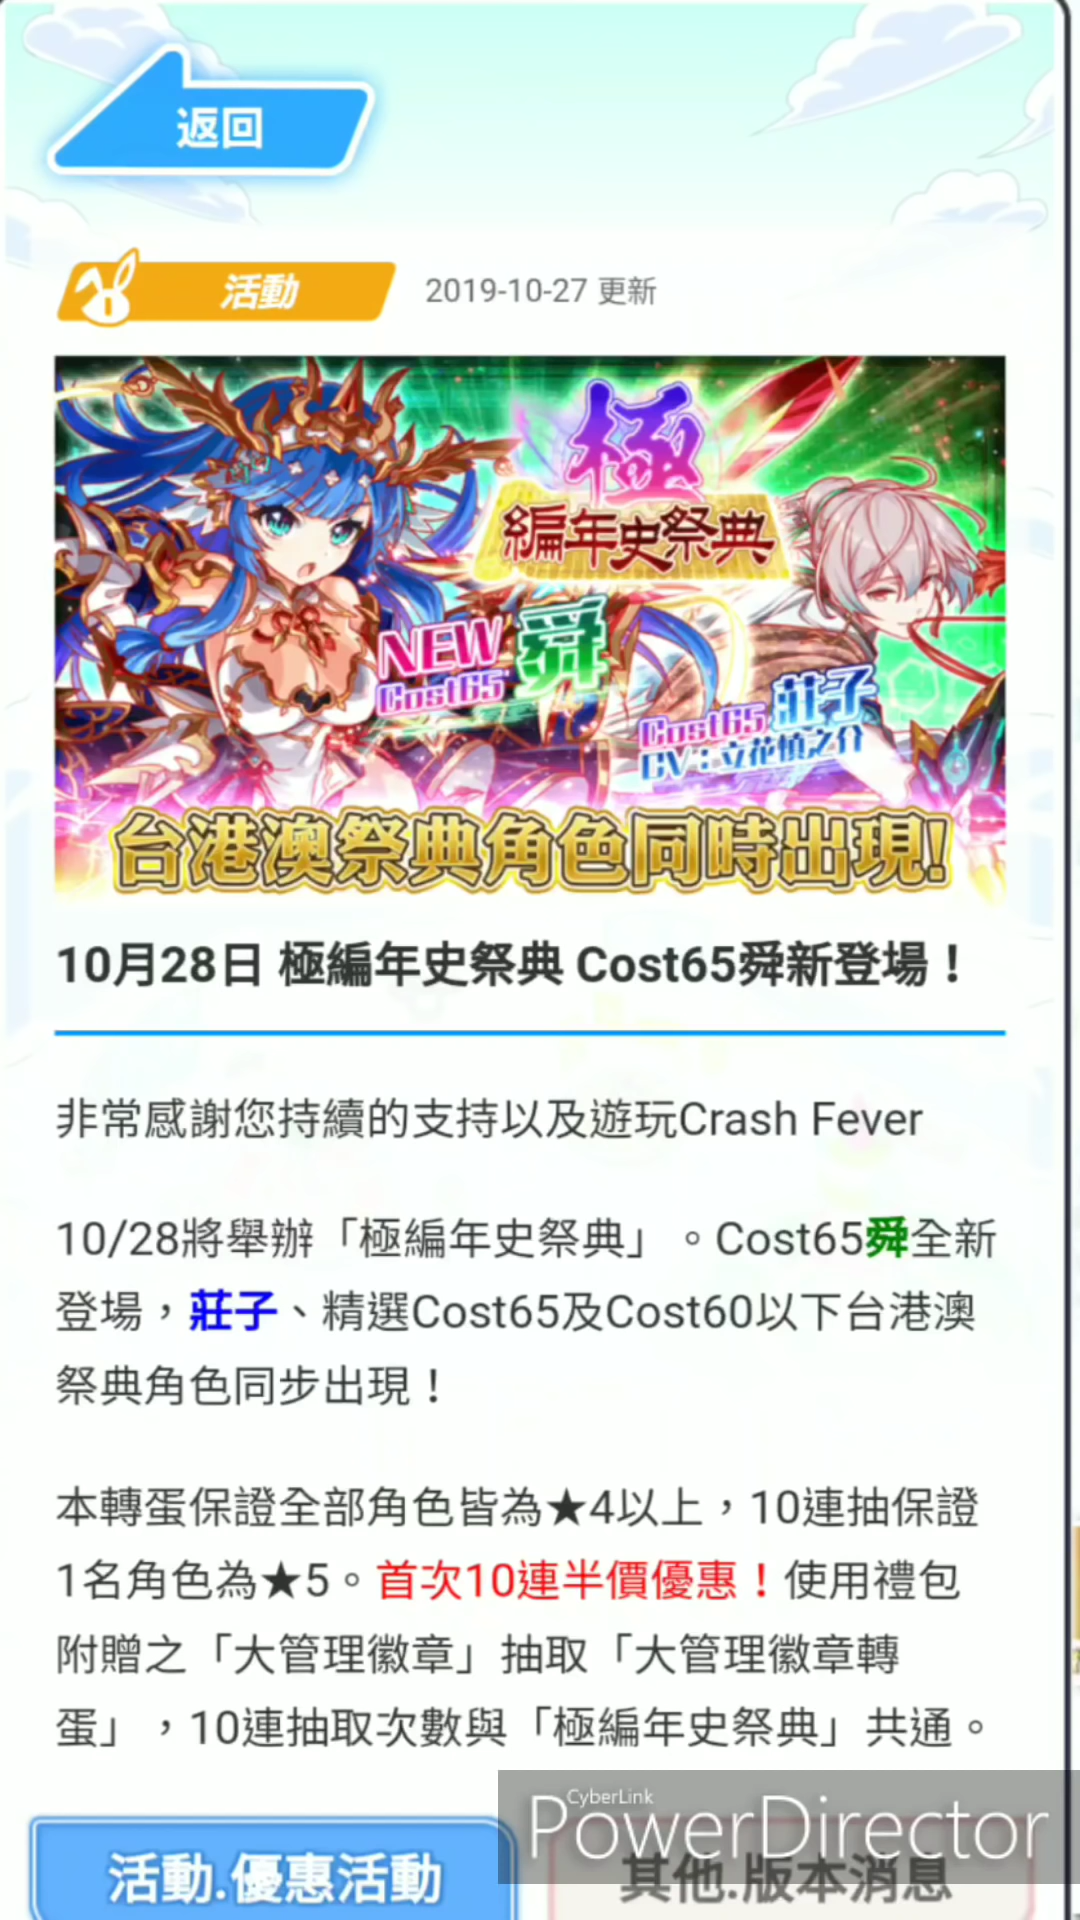 返回
活動
2019-10-27 更新
極
編年史祭典
NEW
Cost65
舜
Cost65 莊子
CV：立花慎之介
台港澳祭典角色同時出現!
10月28日 極編年史祭典 Cost65舜新登場！
非常感謝您持續的支持以及遊玩Crash Fever
10/28將舉辦「極編年史祭典」。Cost65舜全新
登場，莊子、精選Cost65及Cost60以下台港澳
祭典角色同步出現！
本轉蛋保證全部角色皆為★4以上，10連抽保證
1名角色為★5。首次10連半價優惠！使用禮包
附贈之「大管理徽章」抽取「大管理徽章轉
蛋」，10連抽取次數與「極編年史祭典」共通。
CyberLink
PowerDirector
活動.優惠活動
其他.版本消息